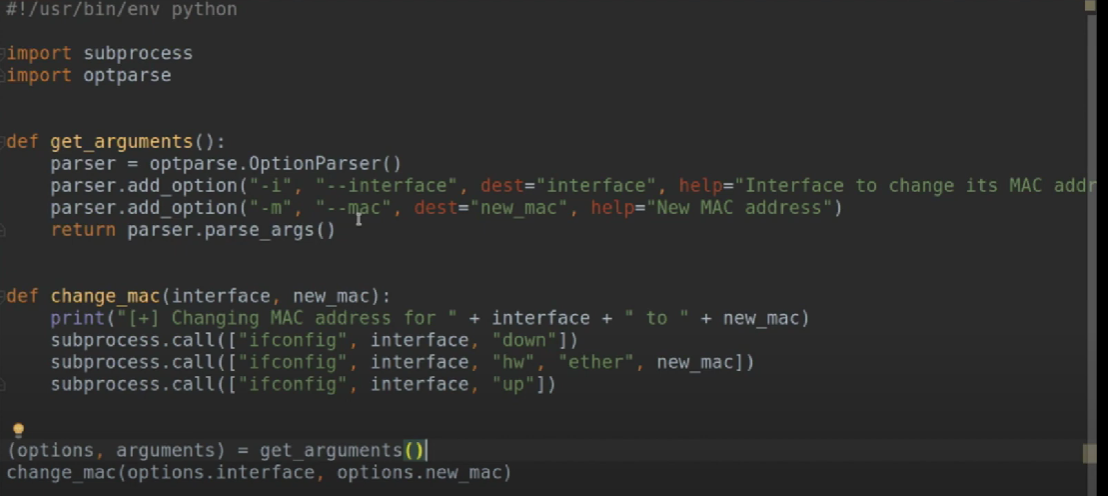 #!/usr/bin/env python
import subprocess
import optparse
def get_arguments():
    parser = optparse.OptionParser()
    parser.add_option("-i", "--interface", dest="interface", help="Interface to change its MAC addr
    parser.add_option("-m", "--mac", dest="new_mac", help="New MAC address")
    return parser.parse_args()
def change_mac(interface, new_mac):
    print("[+] Changing MAC address for " + interface + " to " + new_mac)
    subprocess.call(["ifconfig", interface, "down"])
    subprocess.call(["ifconfig", interface, "hw", "ether", new_mac])
    subprocess.call(["ifconfig", interface, "up"])
(options, arguments) = get_arguments()
change_mac(options.interface, options.new_mac)